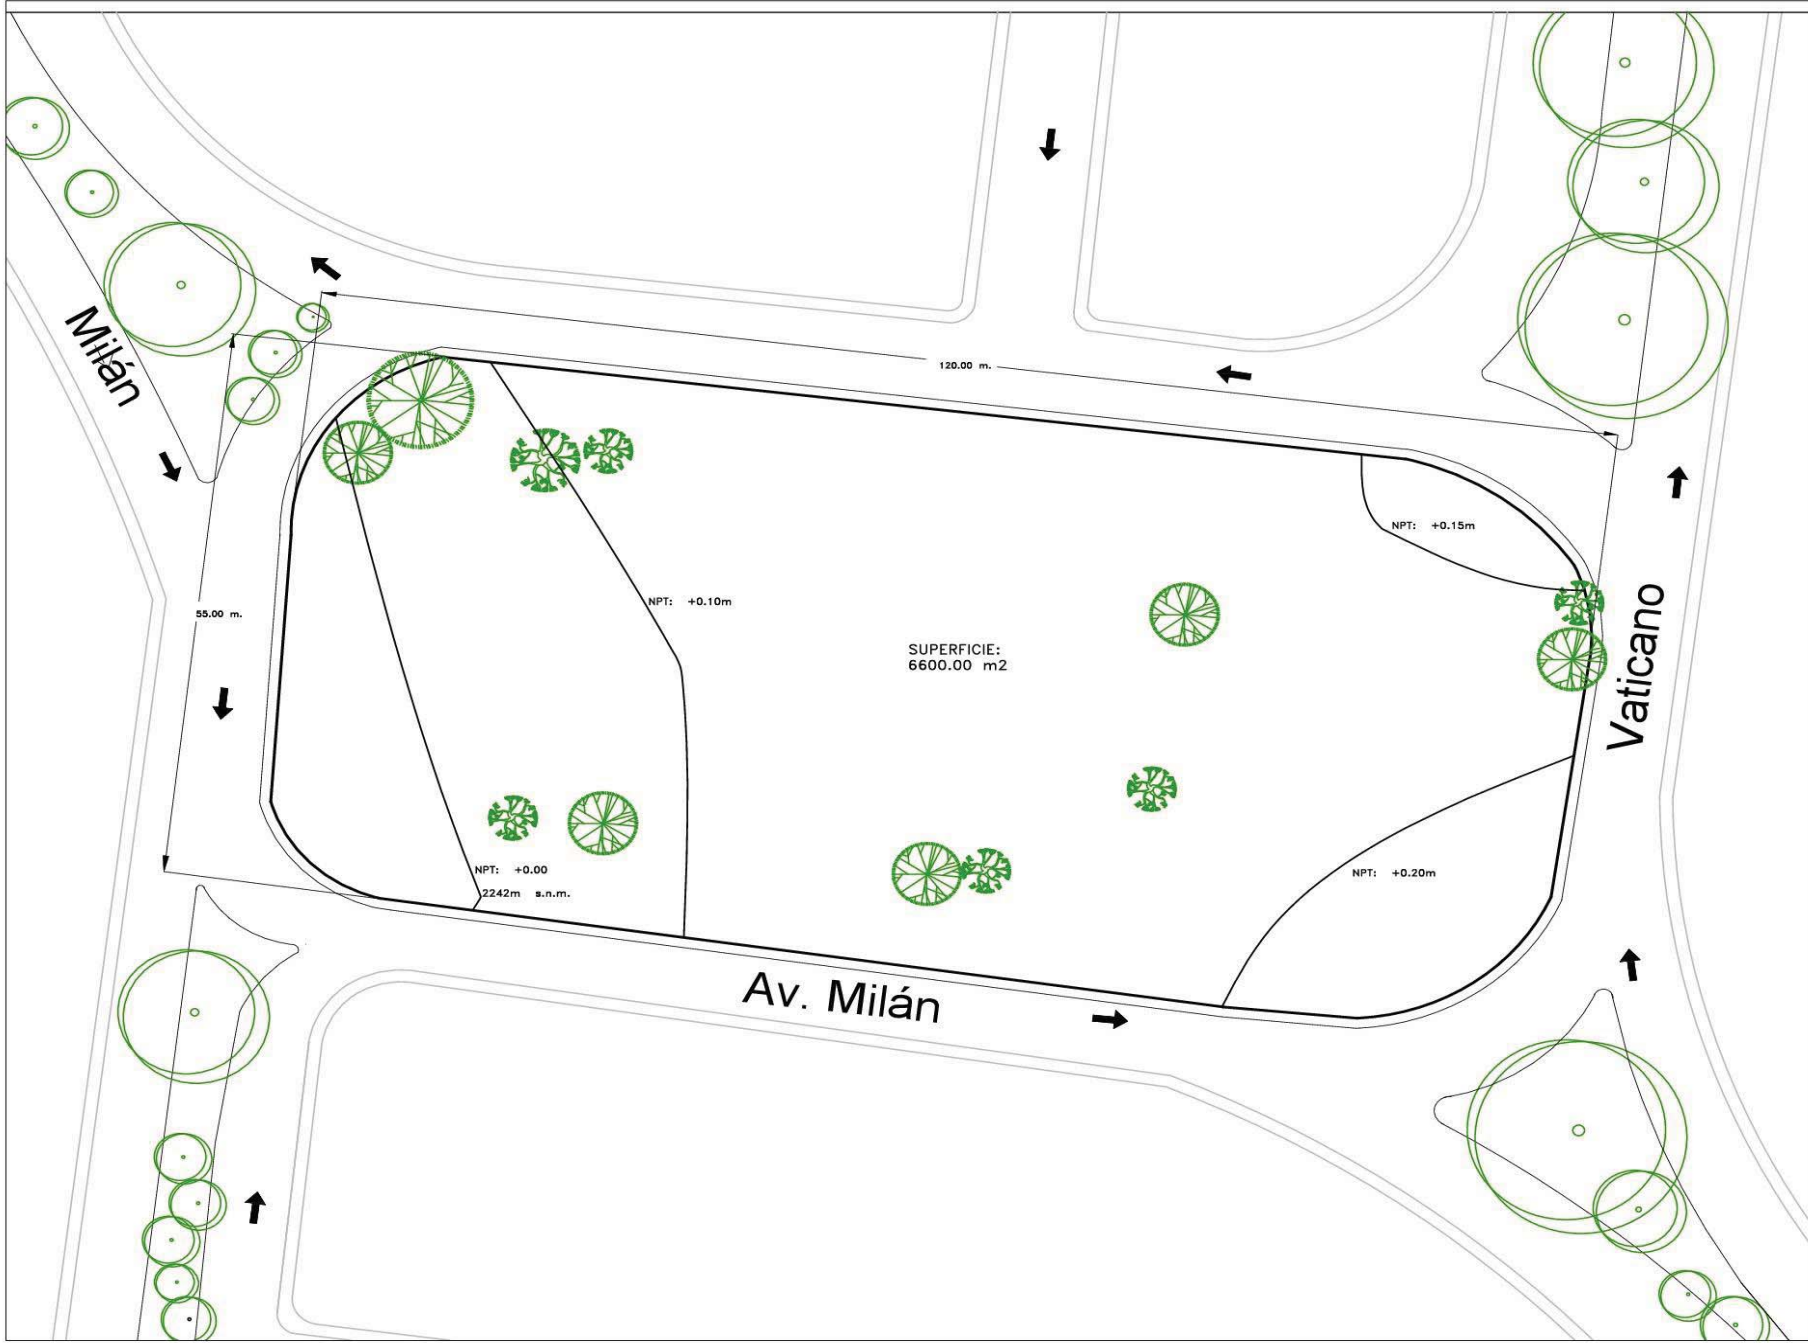 Milán
120.00 m.
NPT: +0.15m
NPT: +0.10m
55.00 m.
SUPERFICIE:
6600.00 m2
Vaticano
NPT: +0.00
2242m s.n.m.
NPT: +0.20m
Av. Milán